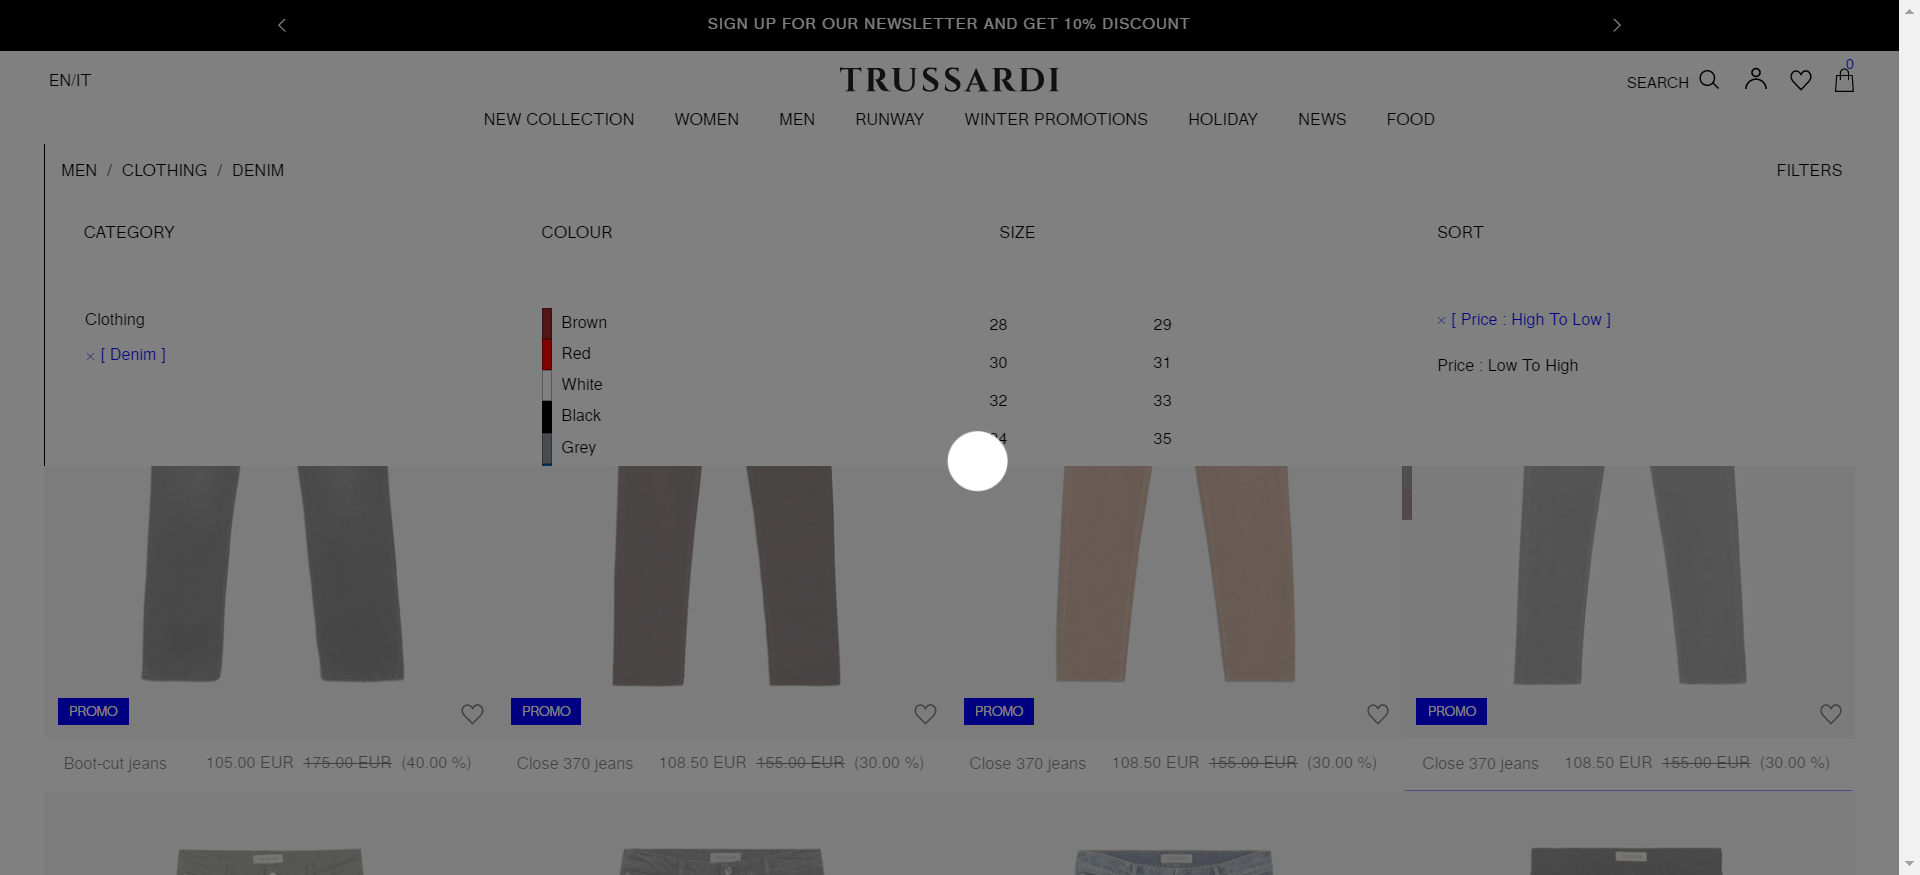 SIGN UP FOR OUR NEWSLETTER AND GET 10% DISCOUNT
EN/IT
TRUSSARDI
SEARCH
0
NEW COLLECTION WOMEN MEN RUNWAY WINTER PROMOTIONS HOLIDAY NEWS FOOD
MEN / CLOTHING / DENIM
FILTERS
CATEGORY
Clothing
× [ Denim ]
COLOUR
Brown
Red
White
Black
Grey
SIZE
28 29
30 31
32 33
35
SORT
× [ Price : High To Low ]
Price : Low To High
PROMO
Boot-cut jeans 105.00 EUR 175.00 EUR (40.00 %)
PROMO
Close 370 jeans 108.50 EUR 155.00 EUR (30.00 %)
PROMO
Close 370 jeans 108.50 EUR 155.00 EUR (30.00 %)
PROMO
Close 370 jeans 108.50 EUR 155.00 EUR (30.00 %)